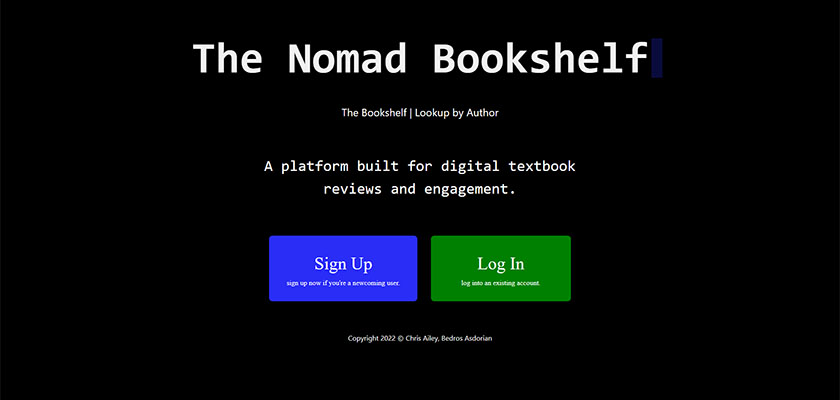 The Nomad Bookshelf
The Bookshelf | Lookup by Author
A platform built for digital textbook
reviews and engagement.
Sign Up
sign up now if you're a newcoming user.
Log In
log into an existing account.
Copyright 2022 © Chris Ailey, Bedros Asdorian